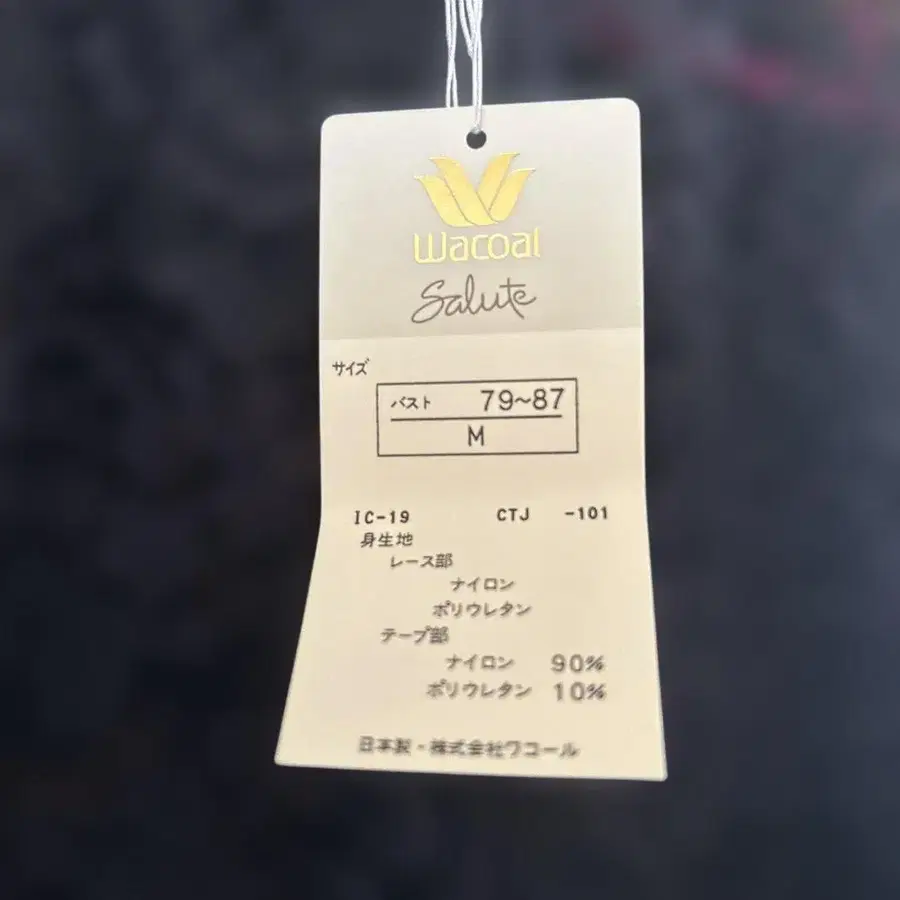 Wacoal
Salute
サイズ
バスト 79~87
M
IC-19 CTJ -101
身生地
レース部
ナイロン
ポリウレタン
テープ部
ナイロン 90%
ポリウレタン 10%
日本製・株式会社ワコール